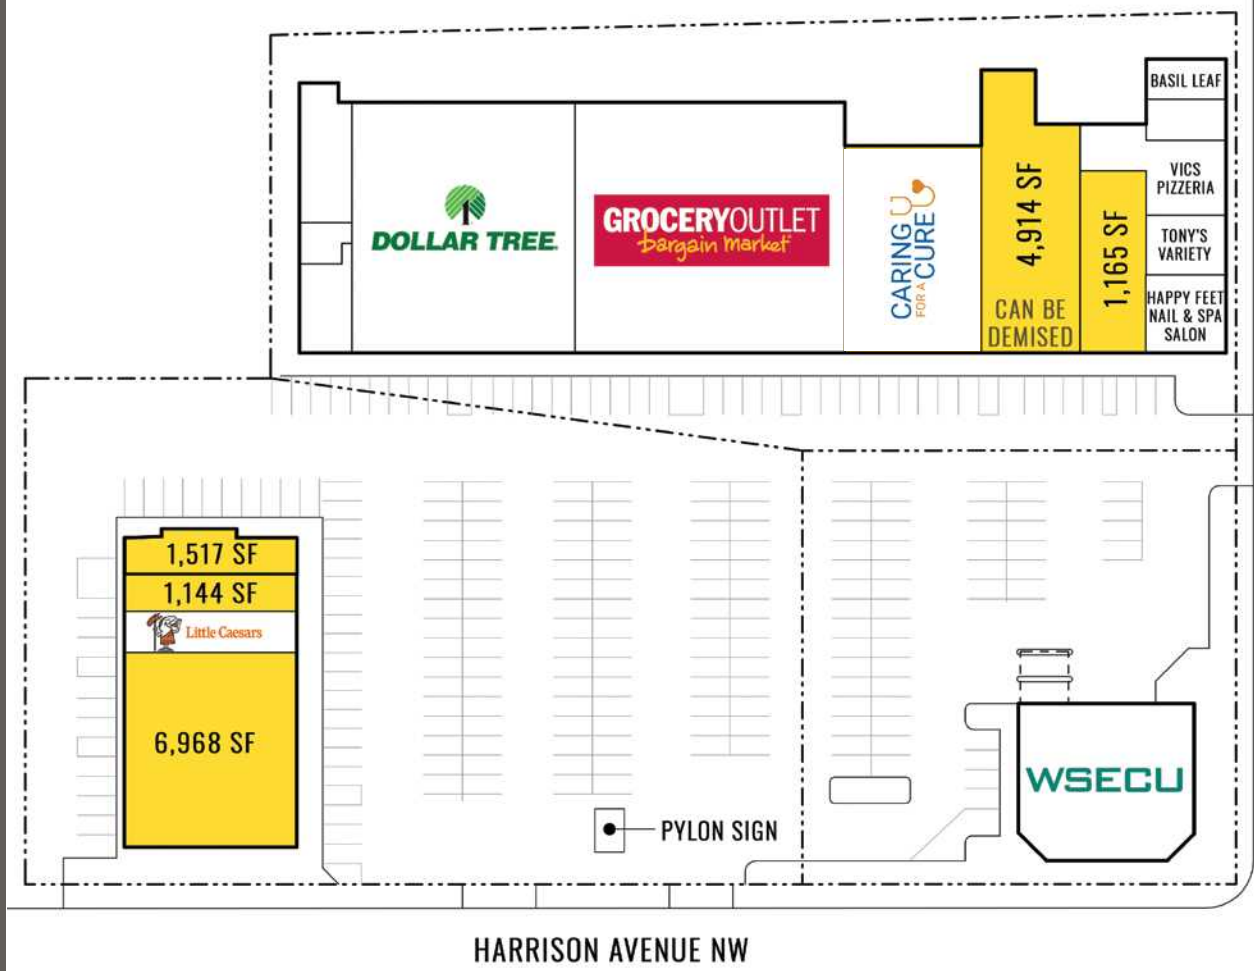 BASIL LEAF
VICS
PIZZERIA
TONY'S
VARIETY
HAPPY FEET
NAIL & SPA
SALON
DOLLAR TREE
GROCERYOUTLET
bargain market
CARING
FOR A CURE
4,914 SF
CAN BE
DEMISED
1,165 SF
1,517 SF
1,144 SF
Little Caesars
6,968 SF
PYLON SIGN
WSECU
HARRISON AVENUE NW